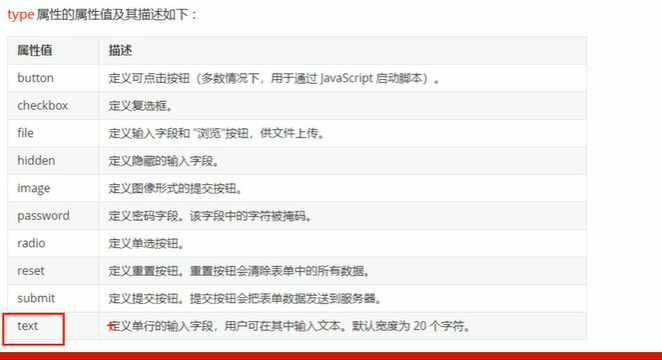 type 属性的属性值及其描述如下：
属性值 描述
button 定义可点击按钮（多数情况下，用于通过 JavaScript 启动脚本）。
checkbox 定义复选框。
file 定义输入字段和 "浏览"按钮，供文件上传。
hidden 定义隐藏的输入字段。
image 定义图像形式的提交按钮。
password 定义密码字段。该字段中的字符被掩码。
radio 定义单选按钮。
reset 定义重置按钮。重置按钮会清除表单中的所有数据。
submit 定义提交按钮。提交按钮会把表单数据发送到服务器。
text 定义单行的输入字段，用户可在其中输入文本。默认宽度为 20 个字符。